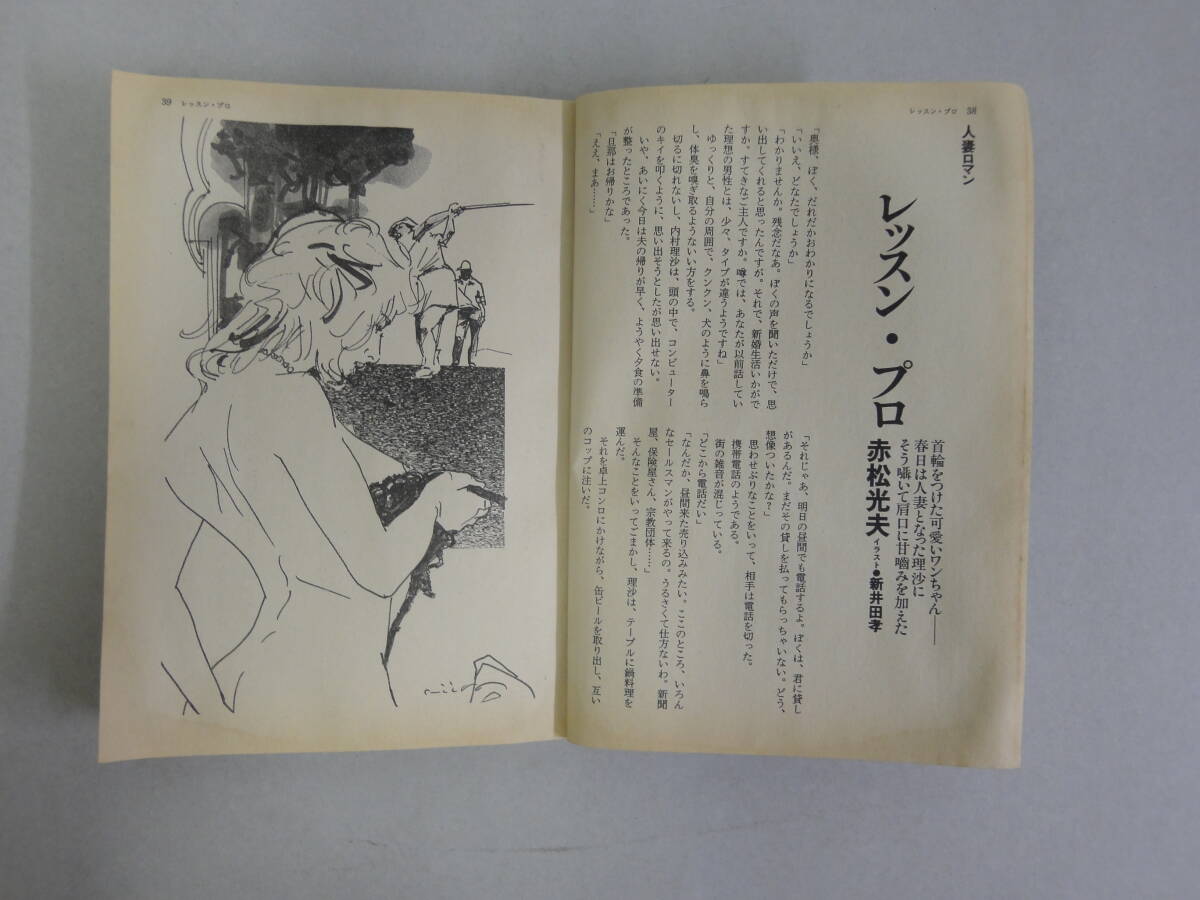 レッスン・プロ 38
人妻ロマン
レッスン・プロ
赤松光夫
イラスト●新井田孝
首輪をつけた可愛いワンちゃん――
春日は人妻となった理沙に
そう囁いて肩口に甘噛みを加えた
「奥様、ぼく、だれだかおわかりになるでしょうか」
「いいえ、どなたでしょうか」
「わかりませんか。残念だなあ。ぼくの声を聞いただけで、思
い出してくれると思ったんですが。それで、新婚生活いかがで
すか。すてきなご主人ですか。噂では、あなたが以前話してい
た理想の男性とは、少々、タイプが違うようですね」
ゆっくりと、自分の周囲で、クンクン、犬のように鼻を鳴ら
し、体臭を嗅ぎ取るようないい方をする。
切るに切れないし、内村理沙は、頭の中で、コンピューター
のキイを叩くように、思い出そうとしたが思い出せない。
いや、あいにく今日は夫の帰りが早く、ようやく夕食の準備
が整ったところであった。
「旦那はお帰りかな」
「ええ、まあ……」
「それじゃあ、明日の昼間でも電話するよ。ぼくは、君に貸し
があるんだ。まだその貸しを払ってもらっちゃいない。どう、
想像ついたかな？」
思わせぶりなことをいって、相手は電話を切った。
携帯電話のようである。
街の雑音が混じっている。
「どこから電話だい」
「なんだか、昼間来た売り込みみたい。ここのところ、いろん
なセールスマンがやって来るの。うるさくて仕方ないわ。新聞
屋、保険屋さん、宗教団体……」
そんなことをいってごまかし、理沙は、テーブルに鍋料理を
運んだ。
それを卓上コンロにかけながら、缶ビールを取り出し、互い
のコップに注いだ。
39 レッスン・プロ